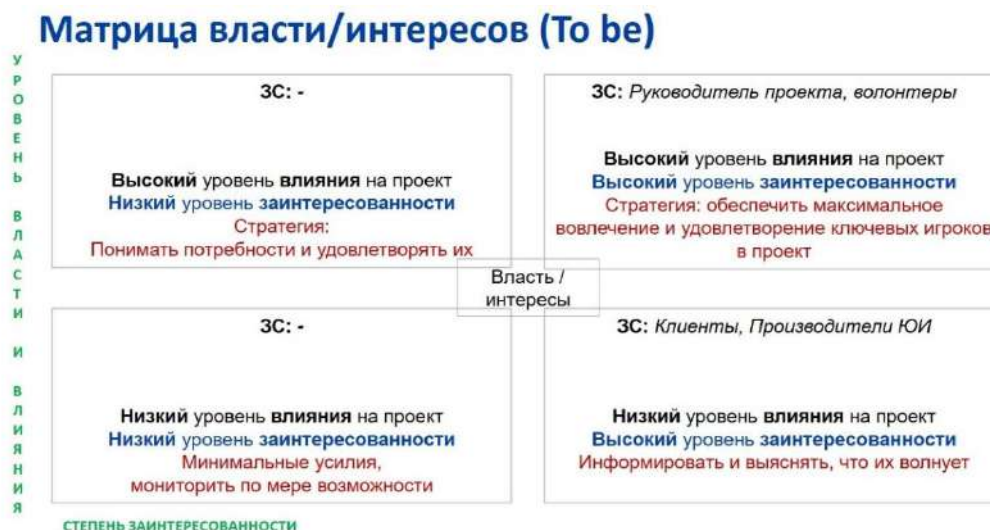 Матрица власти/интересов (To be)
УРОВЕНЬ ВЛАСТИ И ВЛИЯНИЯ
ЗС: -
Высокий уровень влияния на проект
Низкий уровень заинтересованности
Стратегия:
Понимать потребности и удовлетворять их
ЗС: Руководитель проекта, волонтеры
Высокий уровень влияния на проект
Высокий уровень заинтересованности
Стратегия: обеспечить максимальное
вовлечение и удовлетворение ключевых игроков
в проект
Власть /
интересы
ЗС: -
Низкий уровень влияния на проект
Низкий уровень заинтересованности
Минимальные усилия,
мониторить по мере возможности
ЗС: Клиенты, Производители ЮИ
Низкий уровень влияния на проект
Высокий уровень заинтересованности
Информировать и выяснять, что их волнует
СТЕПЕНЬ ЗАИНТЕРЕСОВАННОСТИ